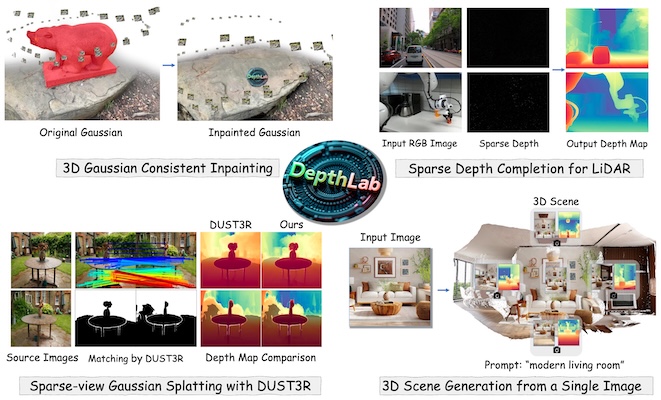 Original Gaussian
Inpainted Gaussian
DepthLab
3D Gaussian Consistent Inpainting
Input RGB Image
Sparse Depth
Output Depth Map
Sparse Depth Completion for LiDAR
DepthLab
DUST3R
Ours
Source Images
Matching by DUST3R
Depth Map Comparison
Sparse-view Gaussian Splatting with DUST3R
Input Image
3D Scene
Prompt: “modern living room”
3D Scene Generation from a Single Image